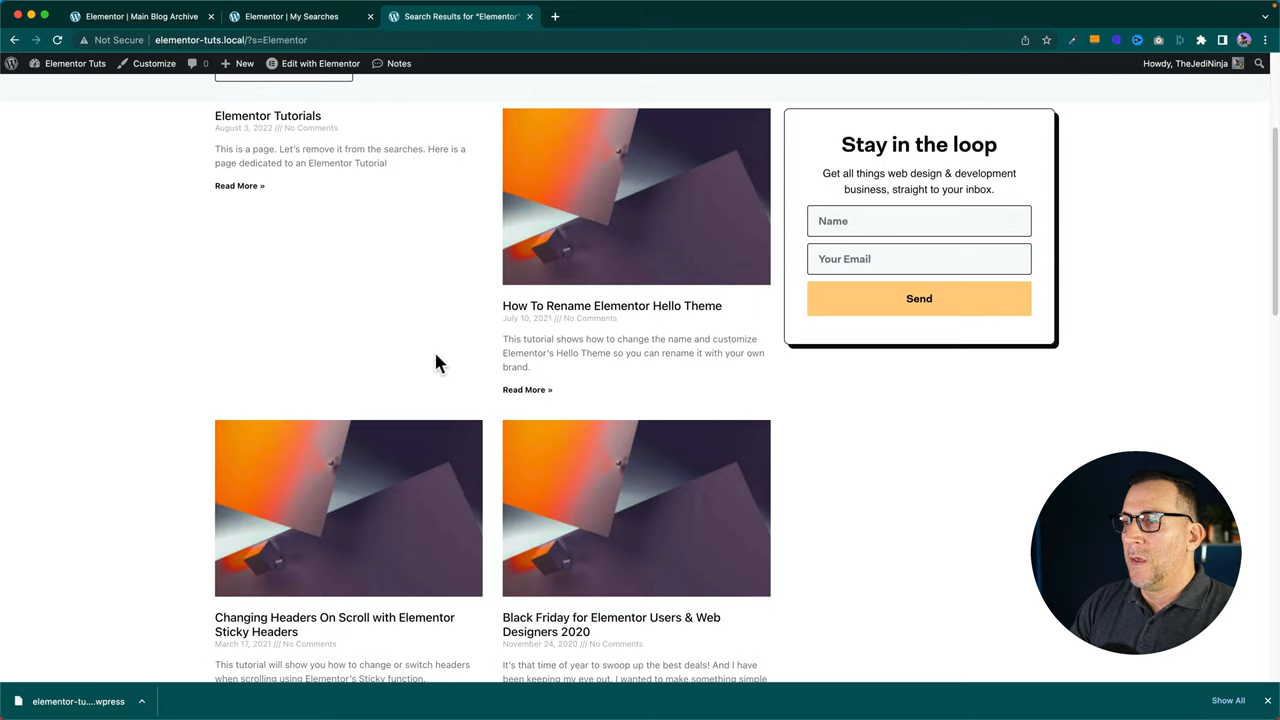 Elementor | Main Blog Archive
Elementor | My Searches
Search Results for "Elementor"
Not Secure
elementor-tuts.local/?s=Elementor
Elementor Tuts
Customize
0
New
Edit with Elementor
Notes
Howdy, TheJediNinja
Elementor Tutorials
August 3, 2022 /// No Comments
This is a page. Let's remove it from the searches. Here is a
page dedicated to an Elementor Tutorial
Read More »
How To Rename Elementor Hello Theme
July 10, 2021 /// No Comments
This tutorial shows how to change the name and customize
Elementor's Hello Theme so you can rename it with your own
brand.
Read More »
Stay in the loop
Get all things web design & development
business, straight to your inbox.
Name
Your Email
Send
Changing Headers On Scroll with Elementor
Sticky Headers
March 17, 2021 /// No Comments
This tutorial will show you how to change or switch headers
when scrolling using Elementor's Sticky function.
Black Friday for Elementor Users & Web
Designers 2020
November 24, 2020 /// No Comments
It's that time of year to swoop up the best deals! And I have
been keeping my eye out. I wanted to make something simple
elementor-tu....wpress
Show All